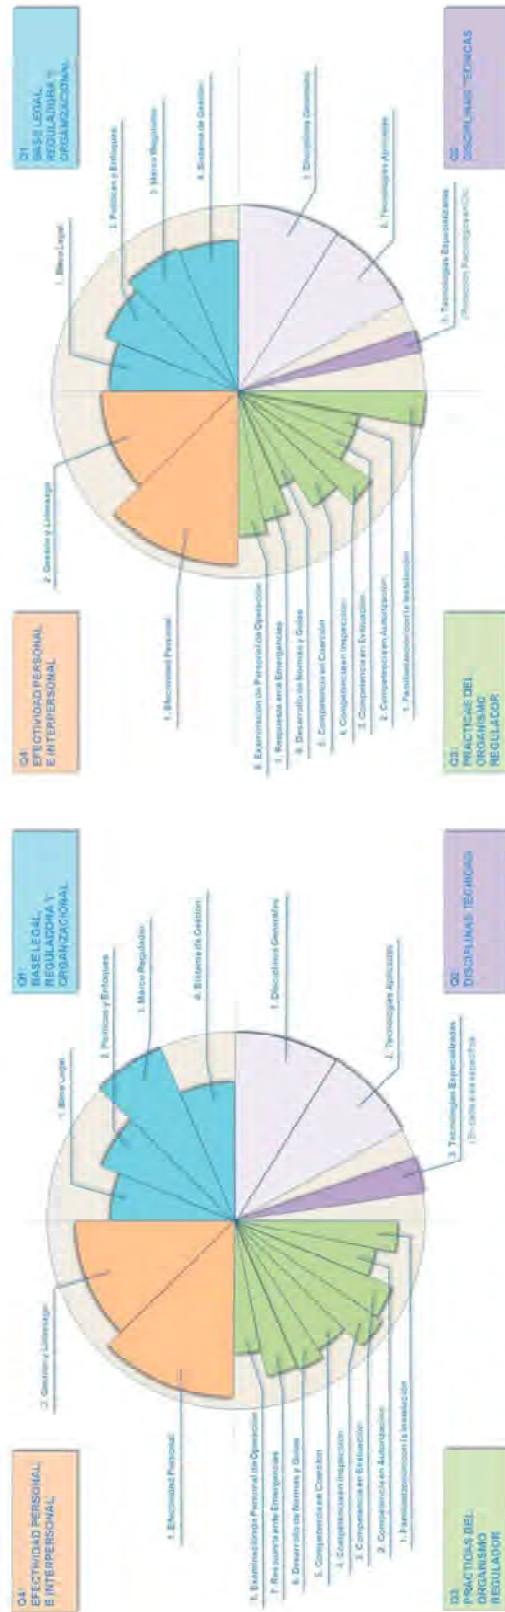 Q4:
EFECTIVIDAD PERSONAL
E INTERPERSONAL
Q1:
BASE LEGAL,
REGULADORA Y
ORGANIZACIONAL
2. Gestión y Liderazgo
1. Base Legal
2. Políticas y Enfoques
3. Marco Regulador
4. Sistema de Gestión
1. Efectividad Personal
1. Disciplinas Generales
8. Examinación de Personal de Operación
7. Respuesta ante Emergencias
6. Desarrollo de Normas y Guías
5. Competencia en Coerción
4. Competencia en Inspección
3. Competencia en Evaluación
2. Competencia en Autorización
1. Familiarización con la Instalación
2. Tecnologías Aplicadas
3. Tecnologías Especializadas
Q3:
PRÁCTICAS DEL
ORGANISMO
REGULADOR
Q2:
DISCIPLINAS TÉCNICAS
Q4:
EFECTIVIDAD PERSONAL
E INTERPERSONAL
Q1:
BASE LEGAL,
REGULADORA Y
ORGANIZACIONAL
2. Gestión y Liderazgo
1. Base Legal
2. Políticas y Enfoques
3. Marco Regulador
4. Sistema de Gestión
1. Efectividad Personal
1. Disciplinas Generales
8. Examinación de Personal de Operación
7. Respuesta ante Emergencias
6. Desarrollo de Normas y Guías
5. Competencia en Coerción
4. Competencia en Inspección
3. Competencia en Evaluación
2. Competencia en Autorización
1. Familiarización con la Instalación
2. Tecnologías Aplicadas
3. Tecnologías Especializadas
Q3:
PRÁCTICAS DEL
ORGANISMO
REGULADOR
Q2:
DISCIPLINAS TÉCNICAS